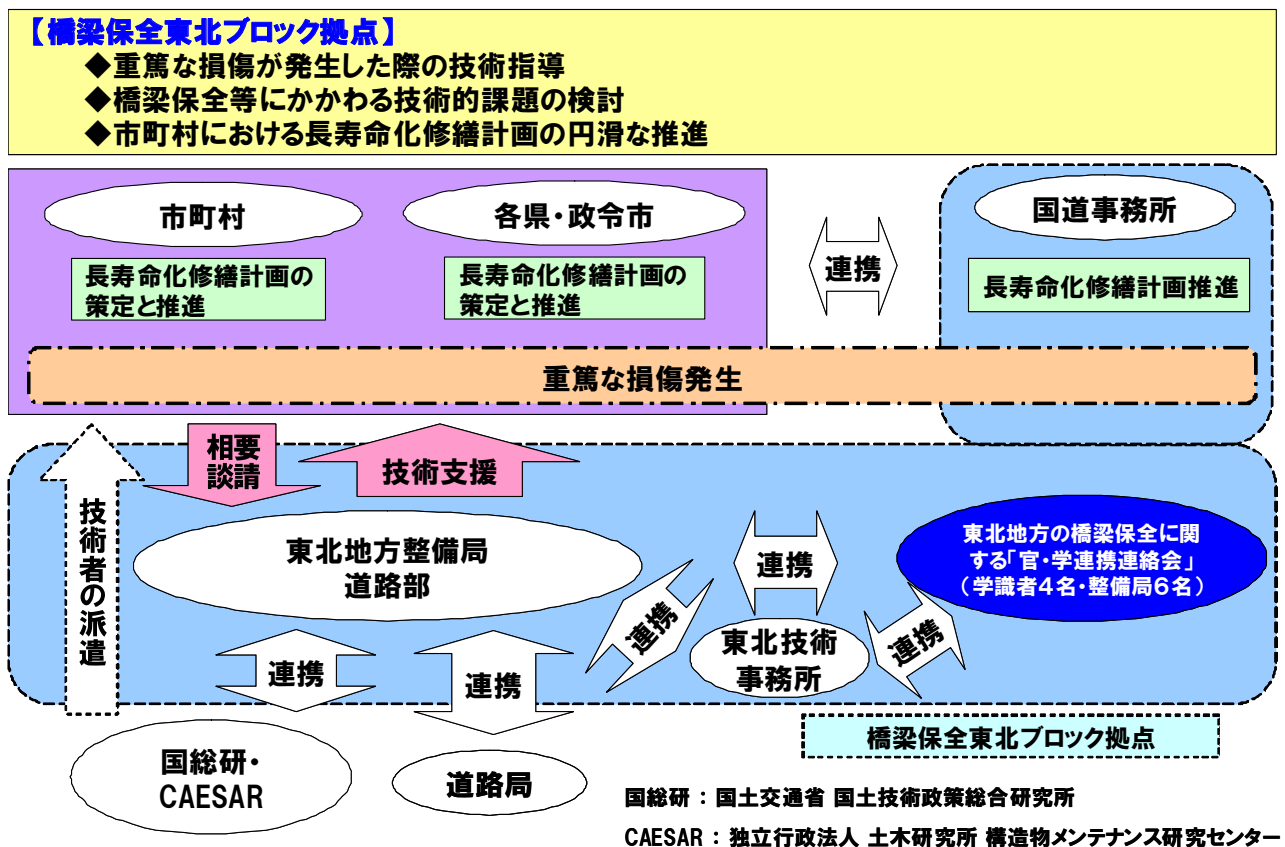 【橋梁保全東北ブロック拠点】
◆重篤な損傷が発生した際の技術指導
◆橋梁保全等にかかわる技術的課題の検討
◆市町村における長寿命化修繕計画の円滑な推進
市町村
各県・政令市
国道事務所
長寿命化修繕計画の
策定と推進
長寿命化修繕計画の
策定と推進
連携
長寿命化修繕計画推進
重篤な損傷発生
相要
談請
技術支援
技術者の派遣
東北地方整備局
道路部
連携
東北地方の橋梁保全に関
する「官・学連携連絡会」
（学識者４名・整備局６名）
連携
連携
東北技術
事務所
連携
連携
橋梁保全東北ブロック拠点
国総研・
CAESAR
道路局
国総研：国土交通省 国土技術政策総合研究所
CAESAR：独立行政法人 土木研究所 構造物メンテナンス研究センター